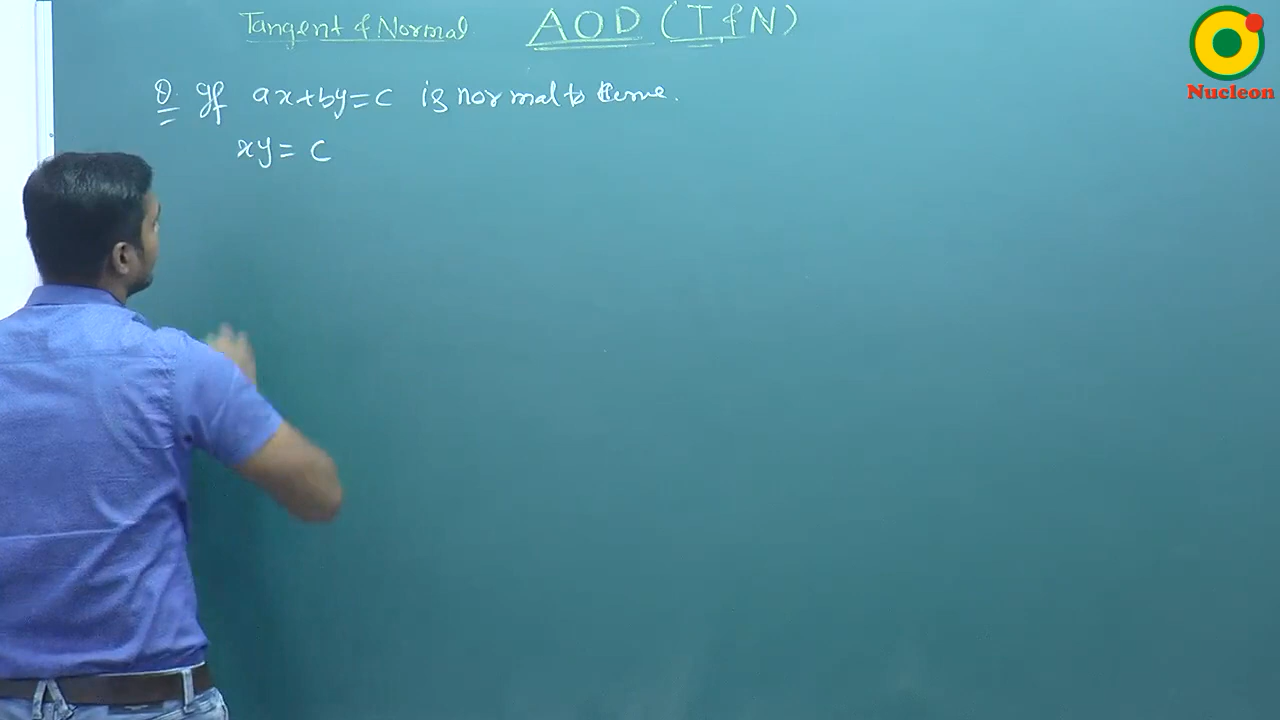 Tangent & Normal AOD (T & N)
Nucleon
Q. If ax+by=c is normal to curve.
xy = c